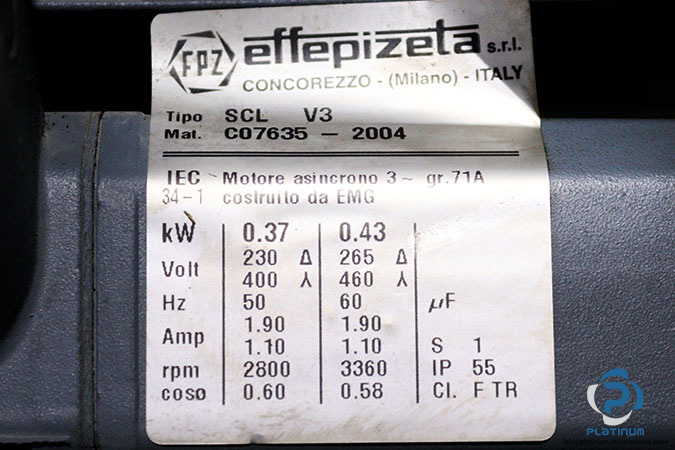 FPZ effepizeta s.r.l.
CONCOREZZO - (Milano) - ITALY
Tipo SCL V3
Mat. C07635 - 2004
IEC Motore asincrono 3~ gr.71A
34-1 costruito da EMG
kW 0.37 0.43
Volt 230 Δ 265 Δ
400 ⅄ 460 ⅄
Hz 50 60 µF
Amp 1.90 1.90
1.10 1.10 S 1
rpm 2800 3360 IP 55
cosø 0.60 0.58 Cl. F TR
PLATINUM